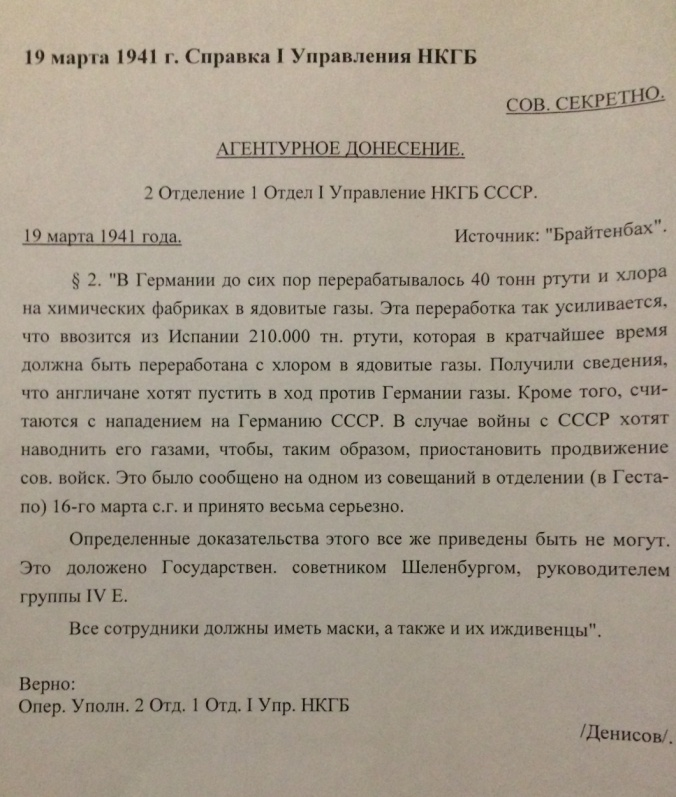 19 марта 1941 г. Справка I Управления НКГБ
СОВ. СЕКРЕТНО.
АГЕНТУРНОЕ ДОНЕСЕНИЕ.
2 Отделение 1 Отдел I Управление НКГБ СССР.
19 марта 1941 года. Источник: "Брайтенбах".
§ 2. "В Германии до сих пор перерабатывалось 40 тонн ртути и хлора
на химических фабриках в ядовитые газы. Эта переработка так усиливается,
что ввозится из Испании 210.000 тн. ртути, которая в кратчайшее время
должна быть переработана с хлором в ядовитые газы. Получили сведения,
что англичане хотят пустить в ход против Германии газы. Кроме того, счи-
таются с нападением на Германию СССР. В случае войны с СССР хотят
наводнить его газами, чтобы, таким образом, приостановить продвижение
сов. войск. Это было сообщено на одном из совещаний в отделении (в Геста-
по) 16-го марта с.г. и принято весьма серьезно.
Определенные доказательства этого все же приведены быть не могут.
Это доложено Государствен. советником Шеленбургом, руководителем
группы IV E.
Все сотрудники должны иметь маски, а также и их иждивенцы".
Верно:
Опер. Уполн. 2 Отд. 1 Отд. I Упр. НКГБ
/Денисов/.